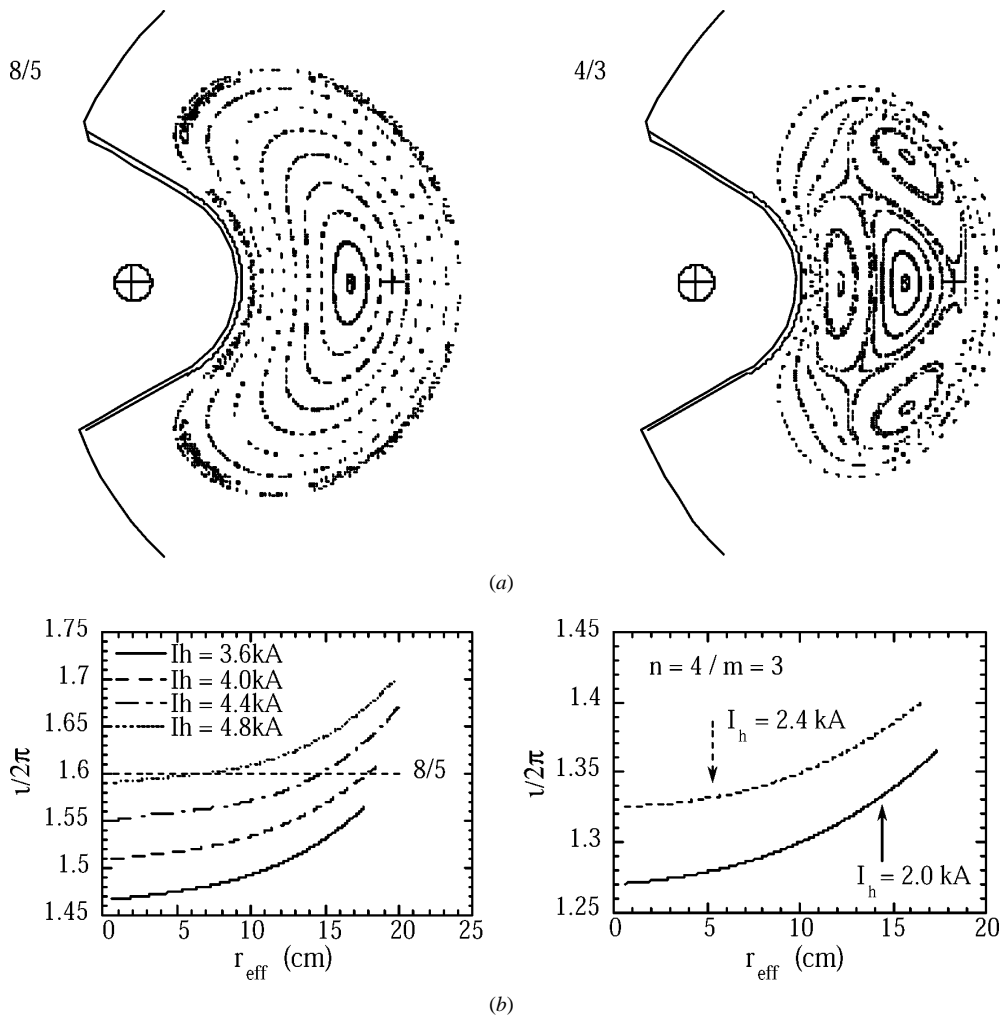 8/5
4/3
(a)
1.75
1.7
1.65
1.6
1.55
1.5
1.45
ι/2π
Ih = 3.6kA
Ih = 4.0kA
Ih = 4.4kA
Ih = 4.8kA
8/5
0 5 10 15 20 25
r_eff (cm)
1.45
1.4
1.35
1.3
1.25
ι/2π
n = 4 / m = 3
I_h = 2.4 kA
I_h = 2.0 kA
0 5 10 15 20
r_eff (cm)
(b)